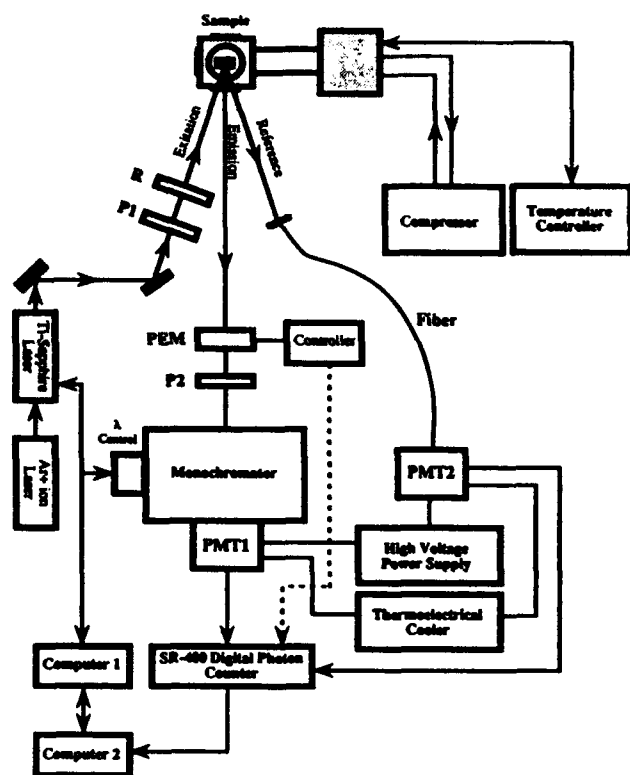 Sample
Exitation
Emission
Reference
R
P1
Compressor
Temperature
Controller
Fiber
PEM
Controller
P2
Ti-Sapphire
Laser
λ
Control
Monochromator
PMT2
Ar+ ion
Laser
PMT1
High Voltage
Power Supply
Thermoelectrical
Cooler
Computer 1
SR-400 Digital Photon
Counter
Computer 2